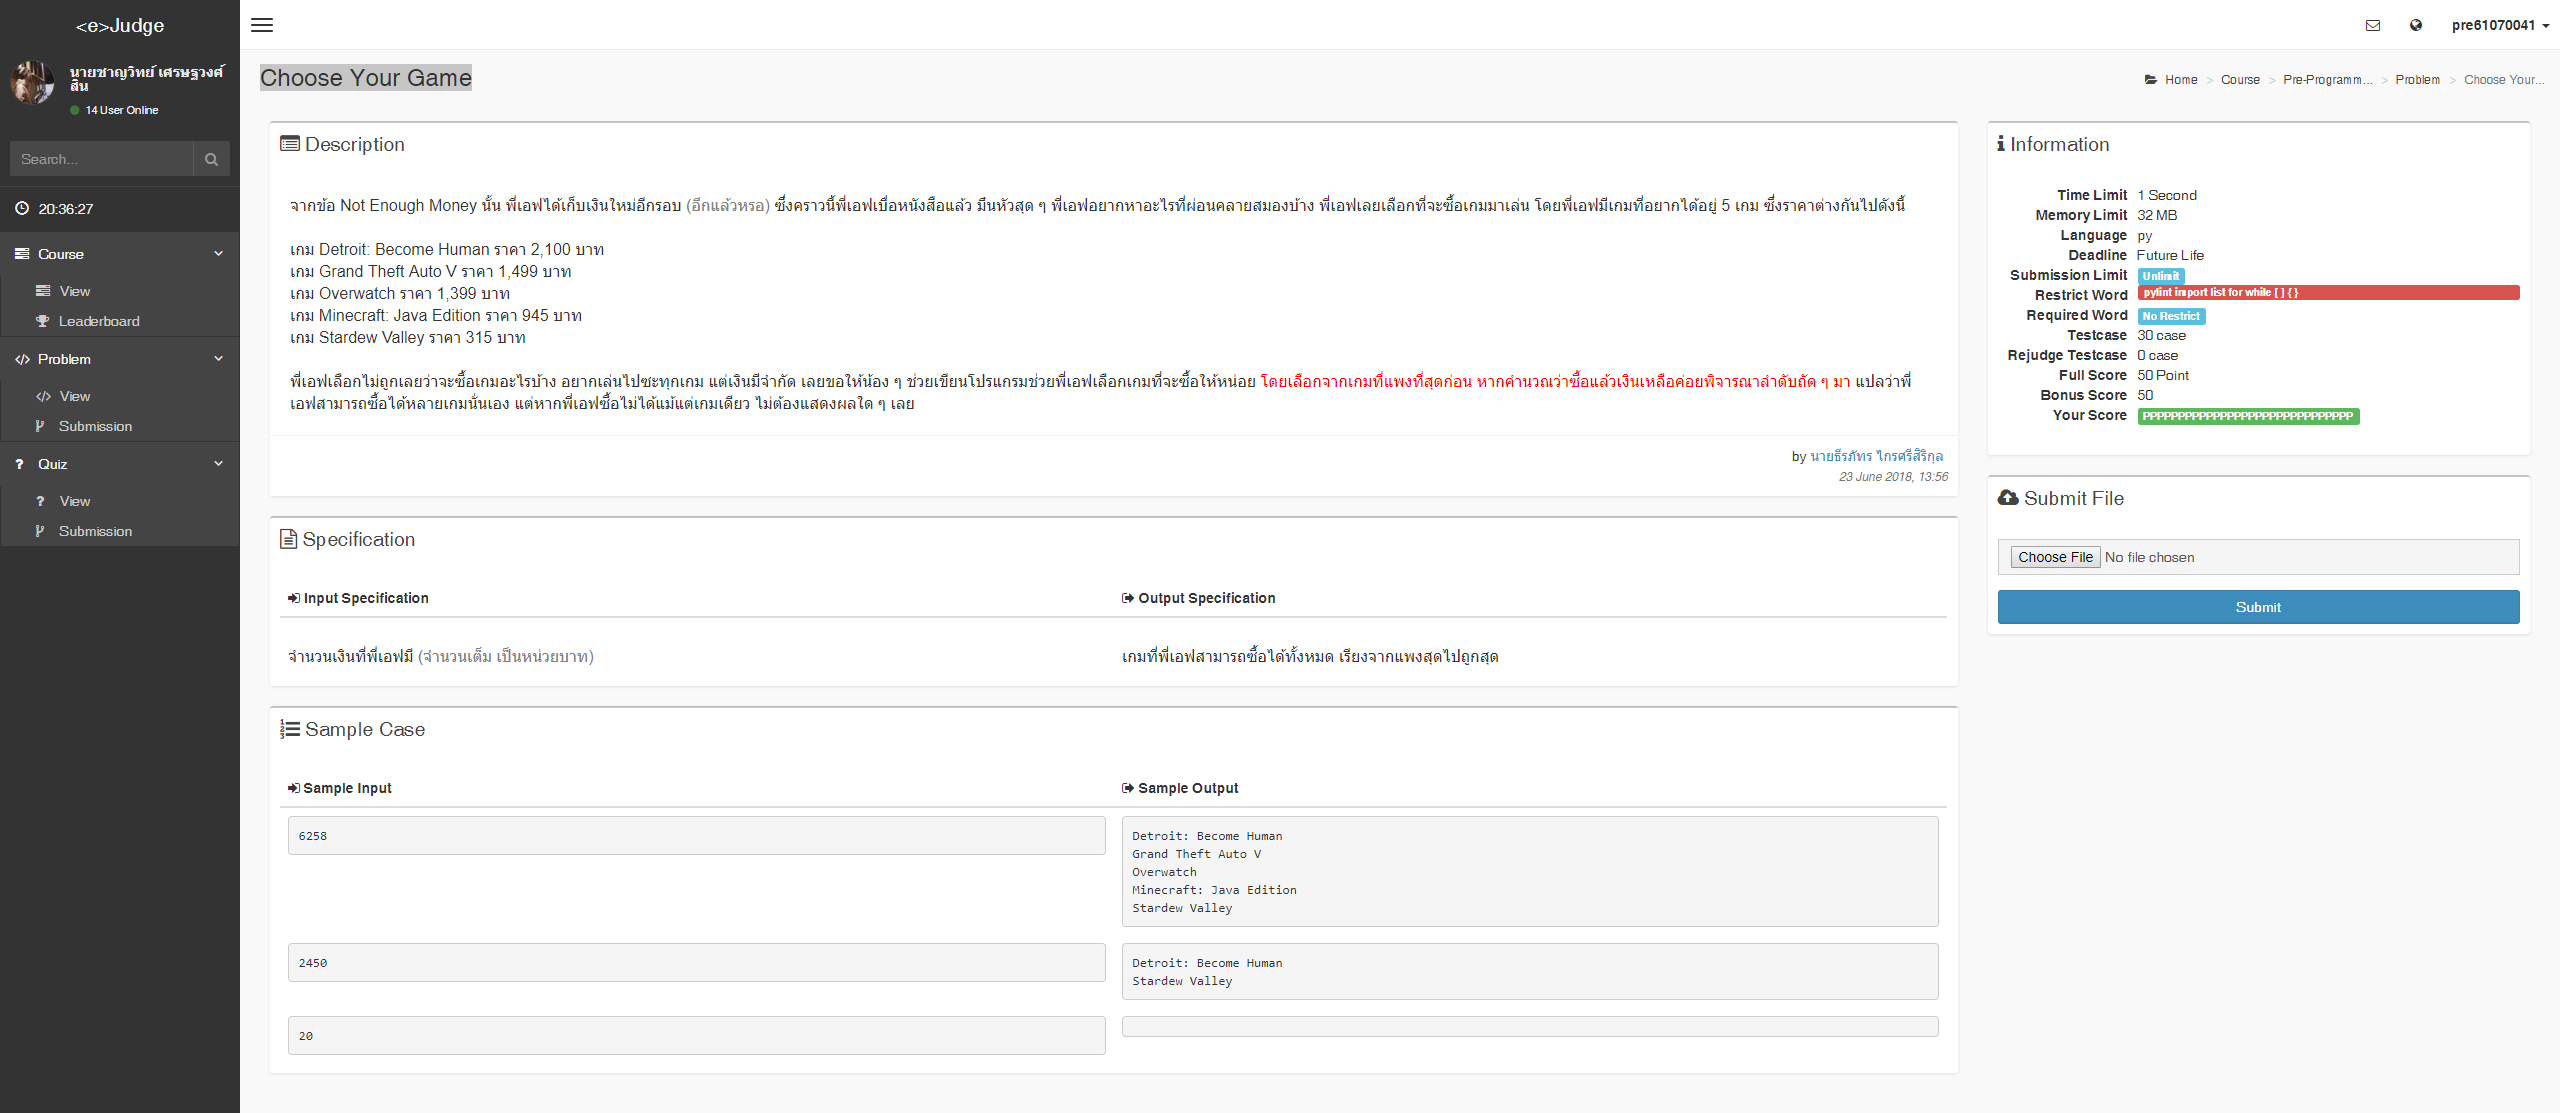 <e>Judge
นายชาญวิทย์ เศรษฐวงศ์
สิน
14 User Online
Search...
20:36:27
Course
View
Leaderboard
Problem
View
Submission
Quiz
View
Submission
pre61070041
Choose Your Game
Home > Course > Pre-Programm... > Problem > Choose Your...
Description
จากข้อ Not Enough Money นั้น พี่เอฟได้เก็บเงินใหม่อีกรอบ (อีกแล้วหรอ) ซึ่งคราวนี้พี่เอฟเบื่อหนังสือแล้ว มึนหัวสุด ๆ พี่เอฟอยากหาอะไรที่ผ่อนคลายสมองบ้าง พี่เอฟเลยเลือกที่จะซื้อเกมมาเล่น โดยพี่เอฟมีเกมที่อยากได้อยู่ 5 เกม ซึ่งราคาต่างกันไปดังนี้
เกม Detroit: Become Human ราคา 2,100 บาท
เกม Grand Theft Auto V ราคา 1,499 บาท
เกม Overwatch ราคา 1,399 บาท
เกม Minecraft: Java Edition ราคา 945 บาท
เกม Stardew Valley ราคา 315 บาท
พี่เอฟเลือกไม่ถูกเลยว่าจะซื้อเกมอะไรบ้าง อยากเล่นไปซะทุกเกม แต่เงินมีจำกัด เลยขอให้น้อง ๆ ช่วยเขียนโปรแกรมช่วยพี่เอฟเลือกเกมที่จะซื้อให้หน่อย โดยเลือกจากเกมที่แพงที่สุดก่อน หากคำนวณว่าซื้อแล้วเงินเหลือค่อยพิจารณาลำดับถัด ๆ มา แปลว่าพี่
เอฟสามารถซื้อได้หลายเกมนั่นเอง แต่หากพี่เอฟซื้อไม่ได้แม้แต่เกมเดียว ไม่ต้องแสดงผลใด ๆ เลย
by นายธีรภัทร ไกรศรีสิริกุล
23 June 2018, 13:56
Specification
Input Specification
Output Specification
จำนวนเงินที่พี่เอฟมี (จำนวนเต็ม เป็นหน่วยบาท)
เกมที่พี่เอฟสามารถซื้อได้ทั้งหมด เรียงจากแพงสุดไปถูกสุด
Sample Case
Sample Input
Sample Output
6258
Detroit: Become Human
Grand Theft Auto V
Overwatch
Minecraft: Java Edition
Stardew Valley
2450
Detroit: Become Human
Stardew Valley
20
Information
Time Limit 1 Second
Memory Limit 32 MB
Language py
Deadline Future Life
Submission Limit Unlimit
Restrict Word pylint import list for while [ ] { }
Required Word No Restrict
Testcase 30 case
Rejudge Testcase 0 case
Full Score 50 Point
Bonus Score 50
Your Score PPPPPPPPPPPPPPPPPPPPPPPPPPPPPP
Submit File
Choose File No file chosen
Submit